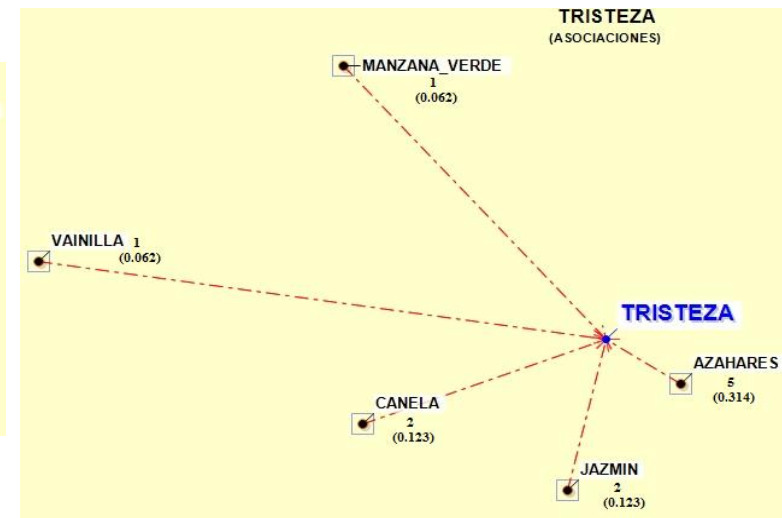 TRISTEZA
(ASOCIACIONES)
MANZANA_VERDE
1
(0.062)
VAINILLA 1
(0.062)
TRISTEZA
AZAHARES
5
(0.314)
CANELA
2
(0.123)
JAZMIN
2
(0.123)